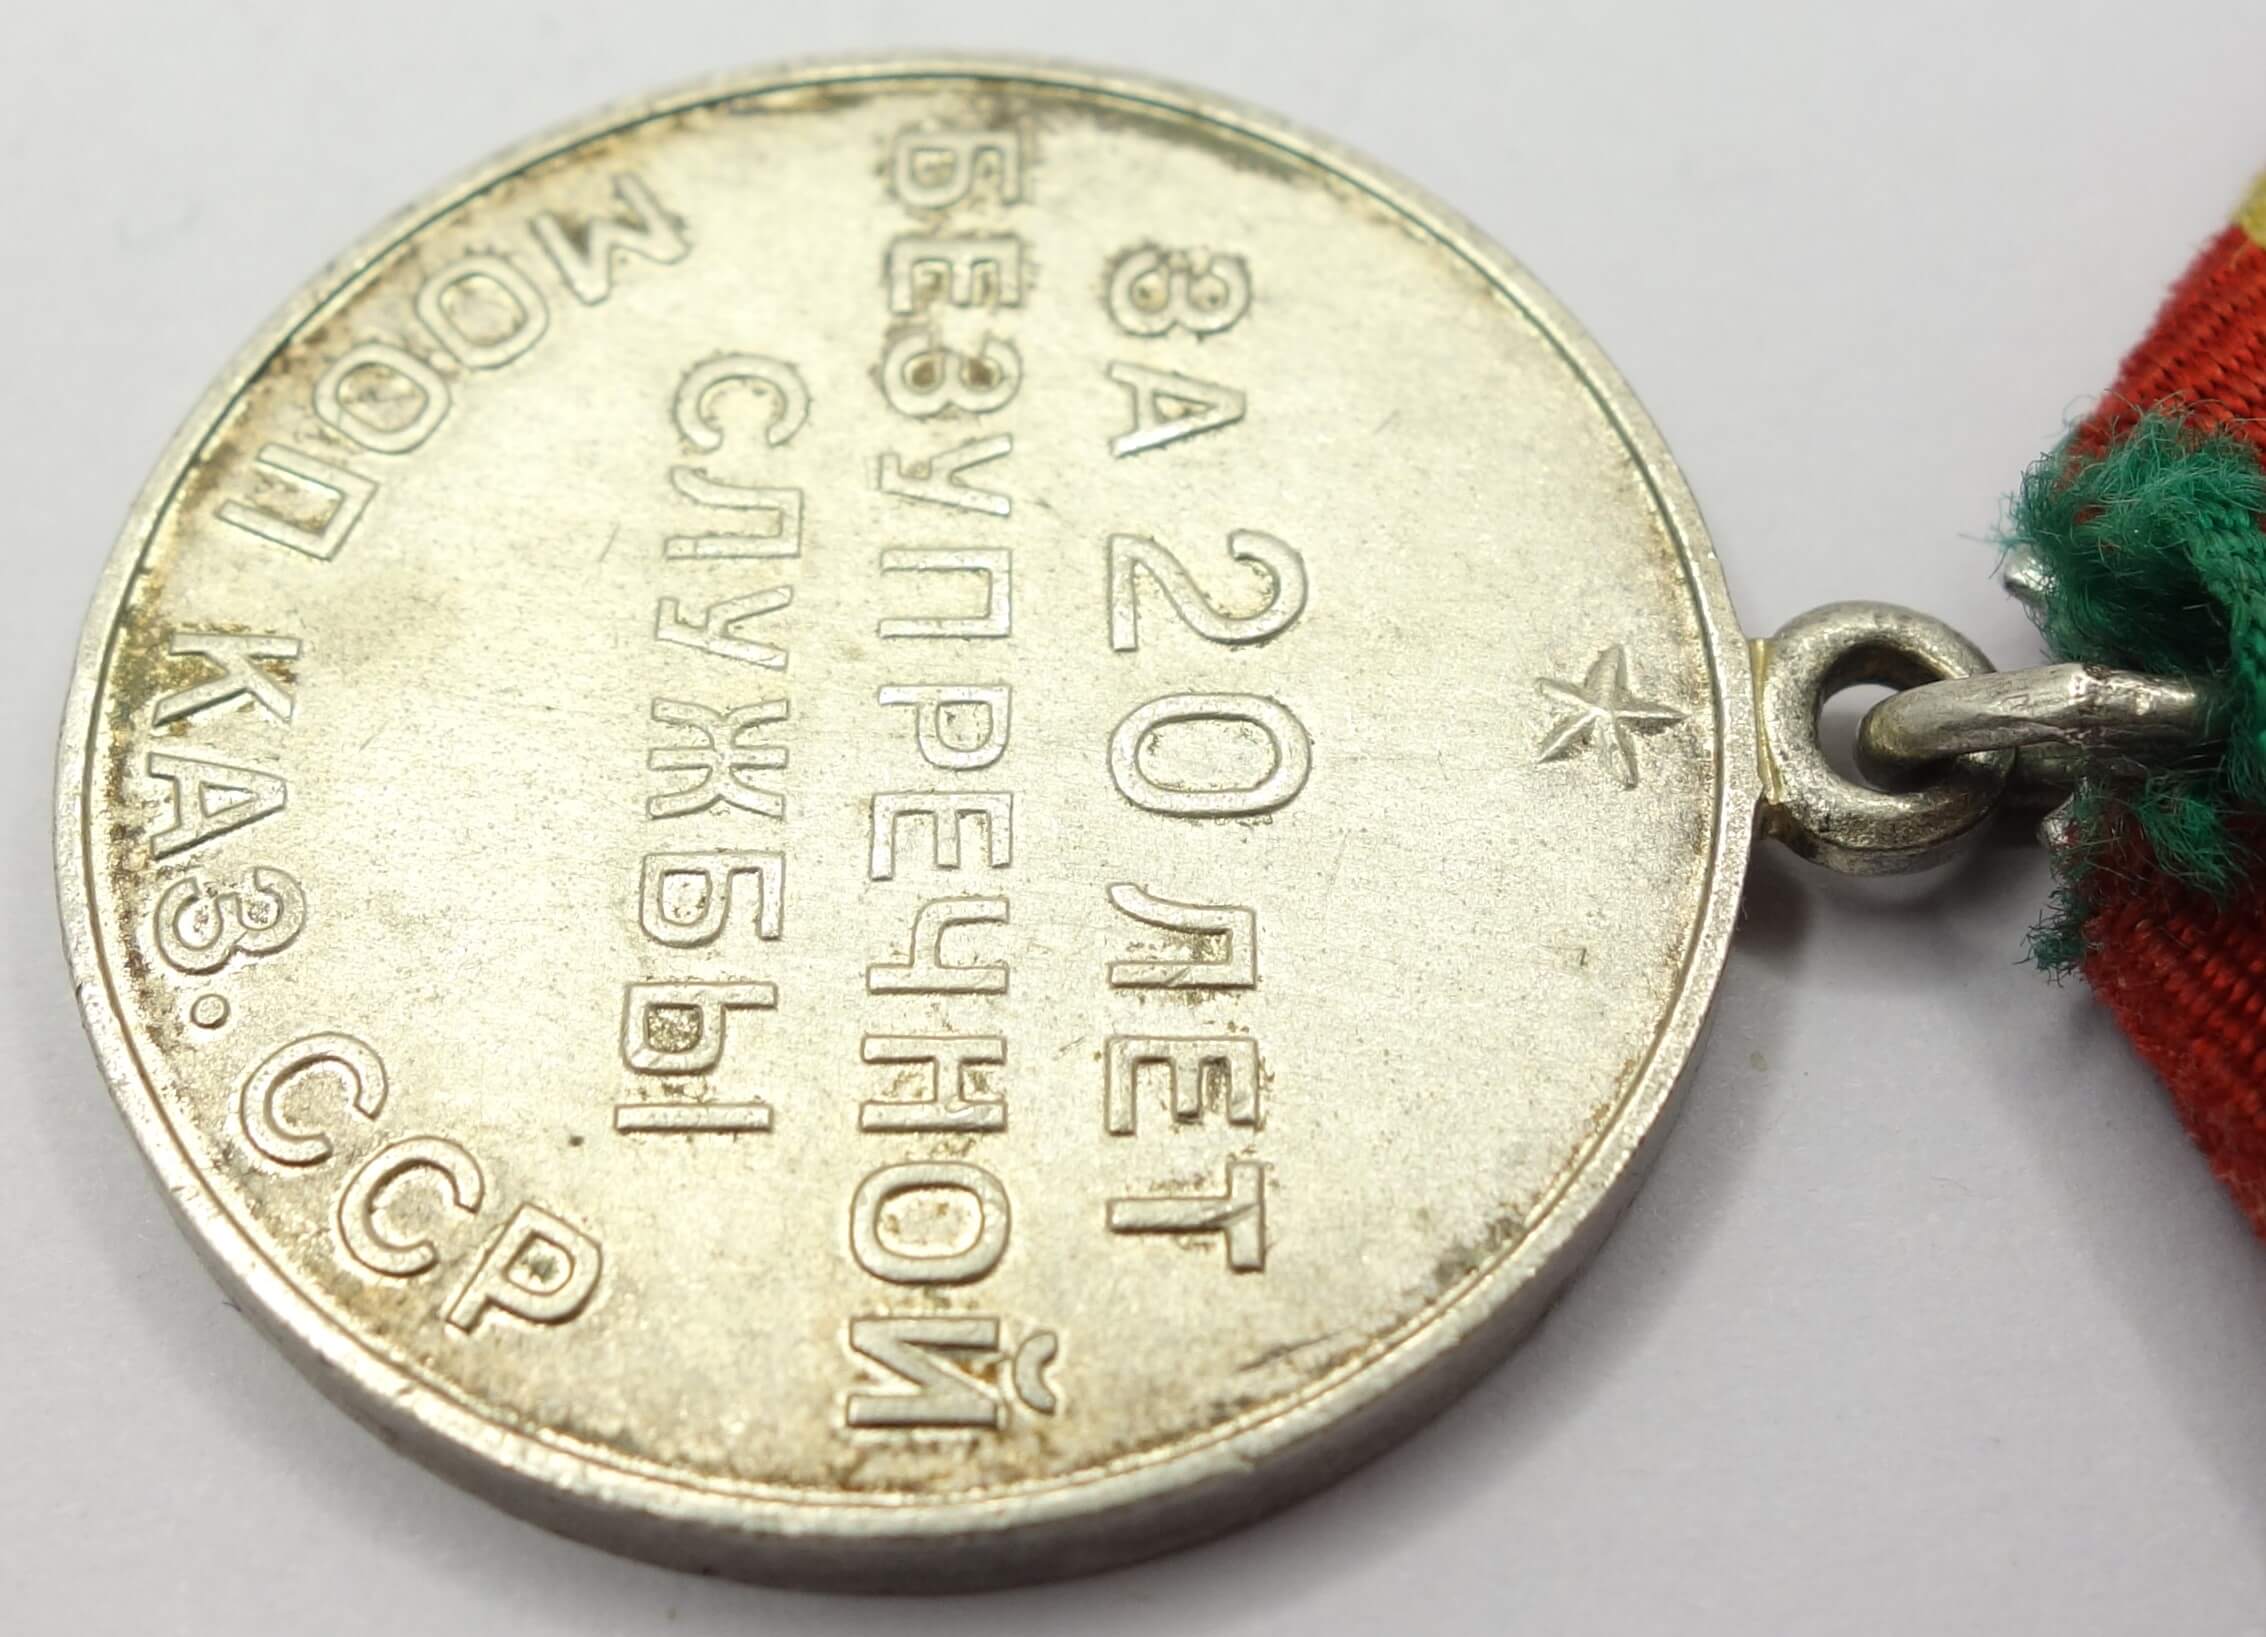 ЗА 20 ЛЕТ
БЕЗУПРЕЧНОЙ
СЛУЖБЫ
МООП КАЗ. ССР